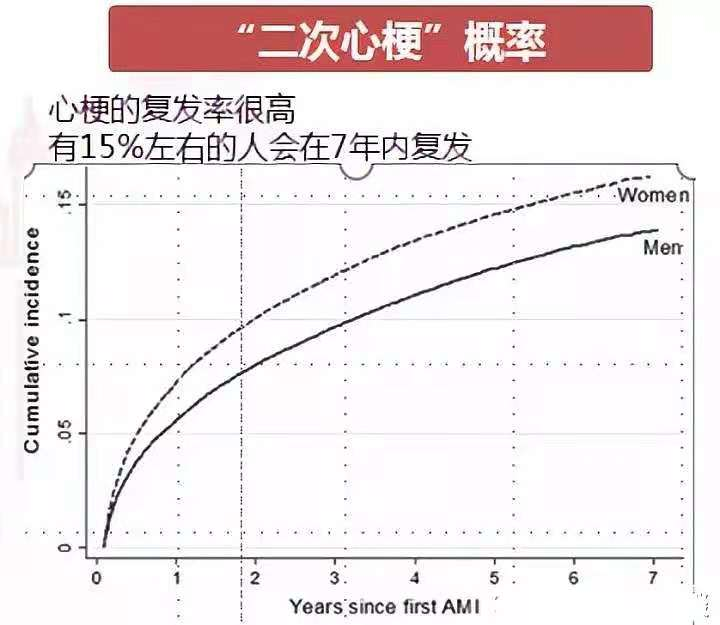 “二次心梗”概率
心梗的复发率很高
有15%左右的人会在7年内复发
Women
Men
Cumulative incidence
.15
.1
.05
0
0 1 2 3 4 5 6 7
Years since first AMI